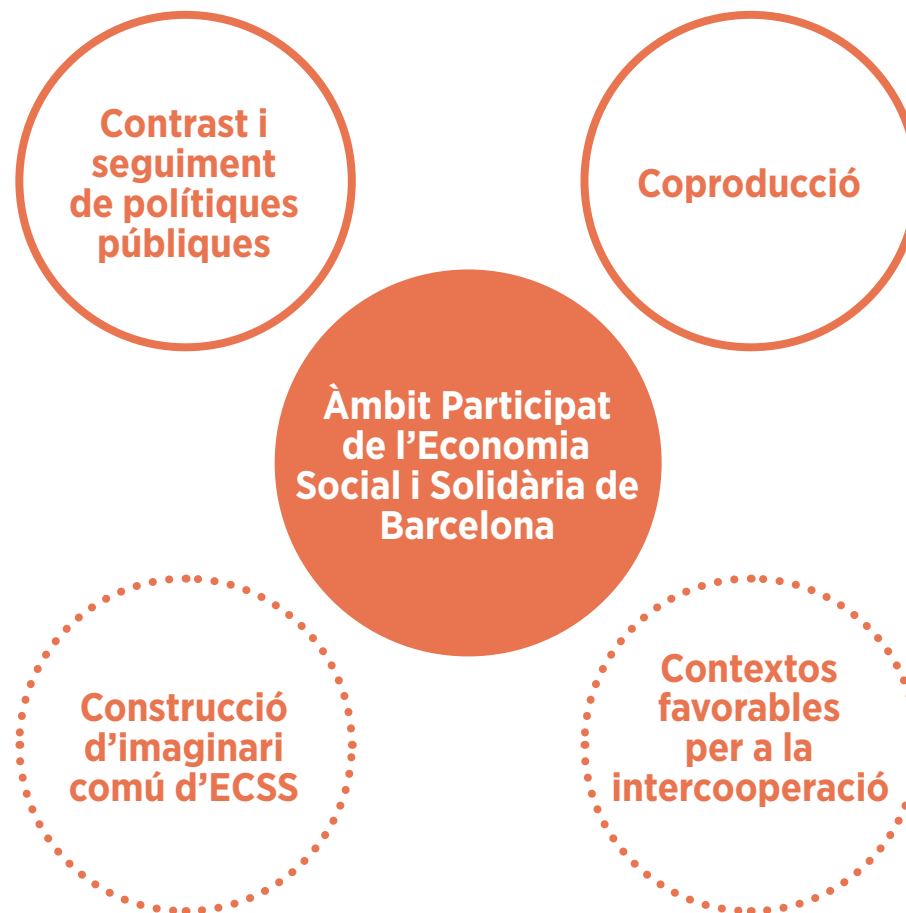 Contrast i
seguiment
de polítiques
públiques
Coproducció
Àmbit Participat
de l’Economia
Social i Solidària de
Barcelona
Construcció
d’imaginari
comú d’ECSS
Contextos
favorables
per a la
intercooperació